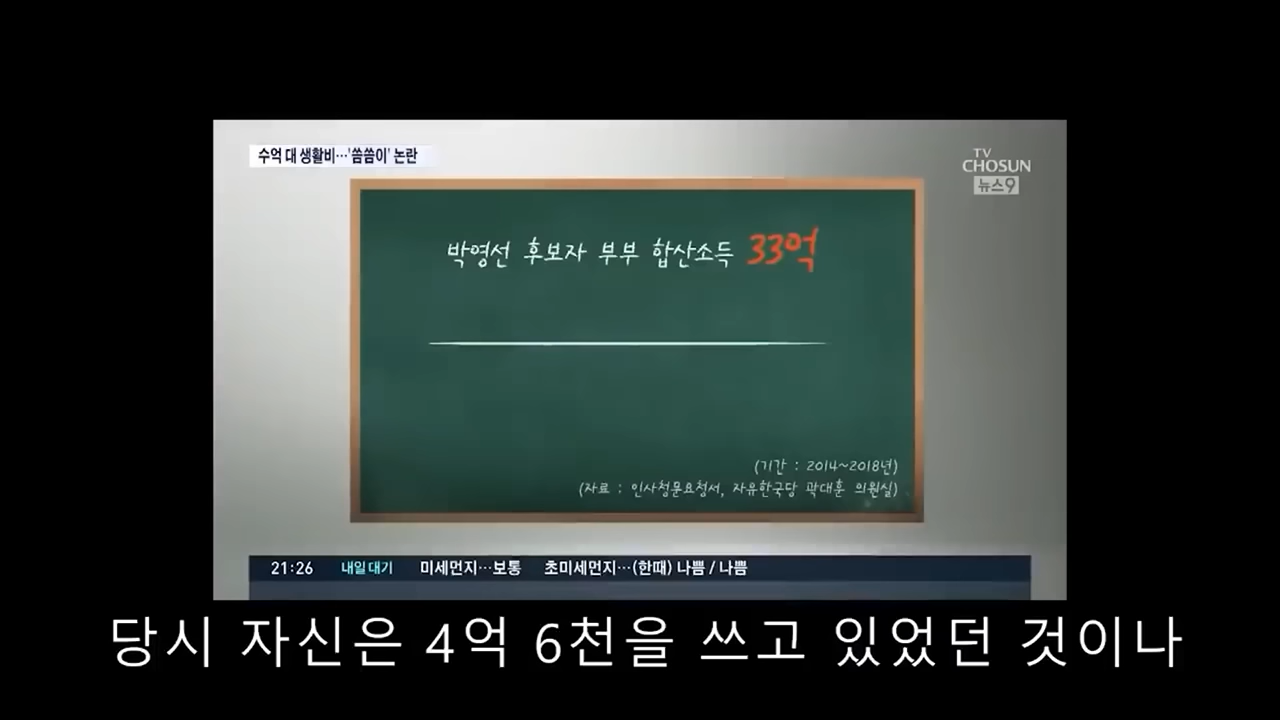 수억 대 생활비…'씀씀이' 논란
TV
CHOSUN
뉴스9
박영선 후보자 부부 합산소득 33억
(기간 : 2014~2018년)
(자료 : 인사청문요청서, 자유한국당 곽대훈 의원실)
21:26 내일 대기 미세먼지…보통 초미세먼지…(한때) 나쁨 / 나쁨
당시 자신은 4억 6천을 쓰고 있었던 것이나